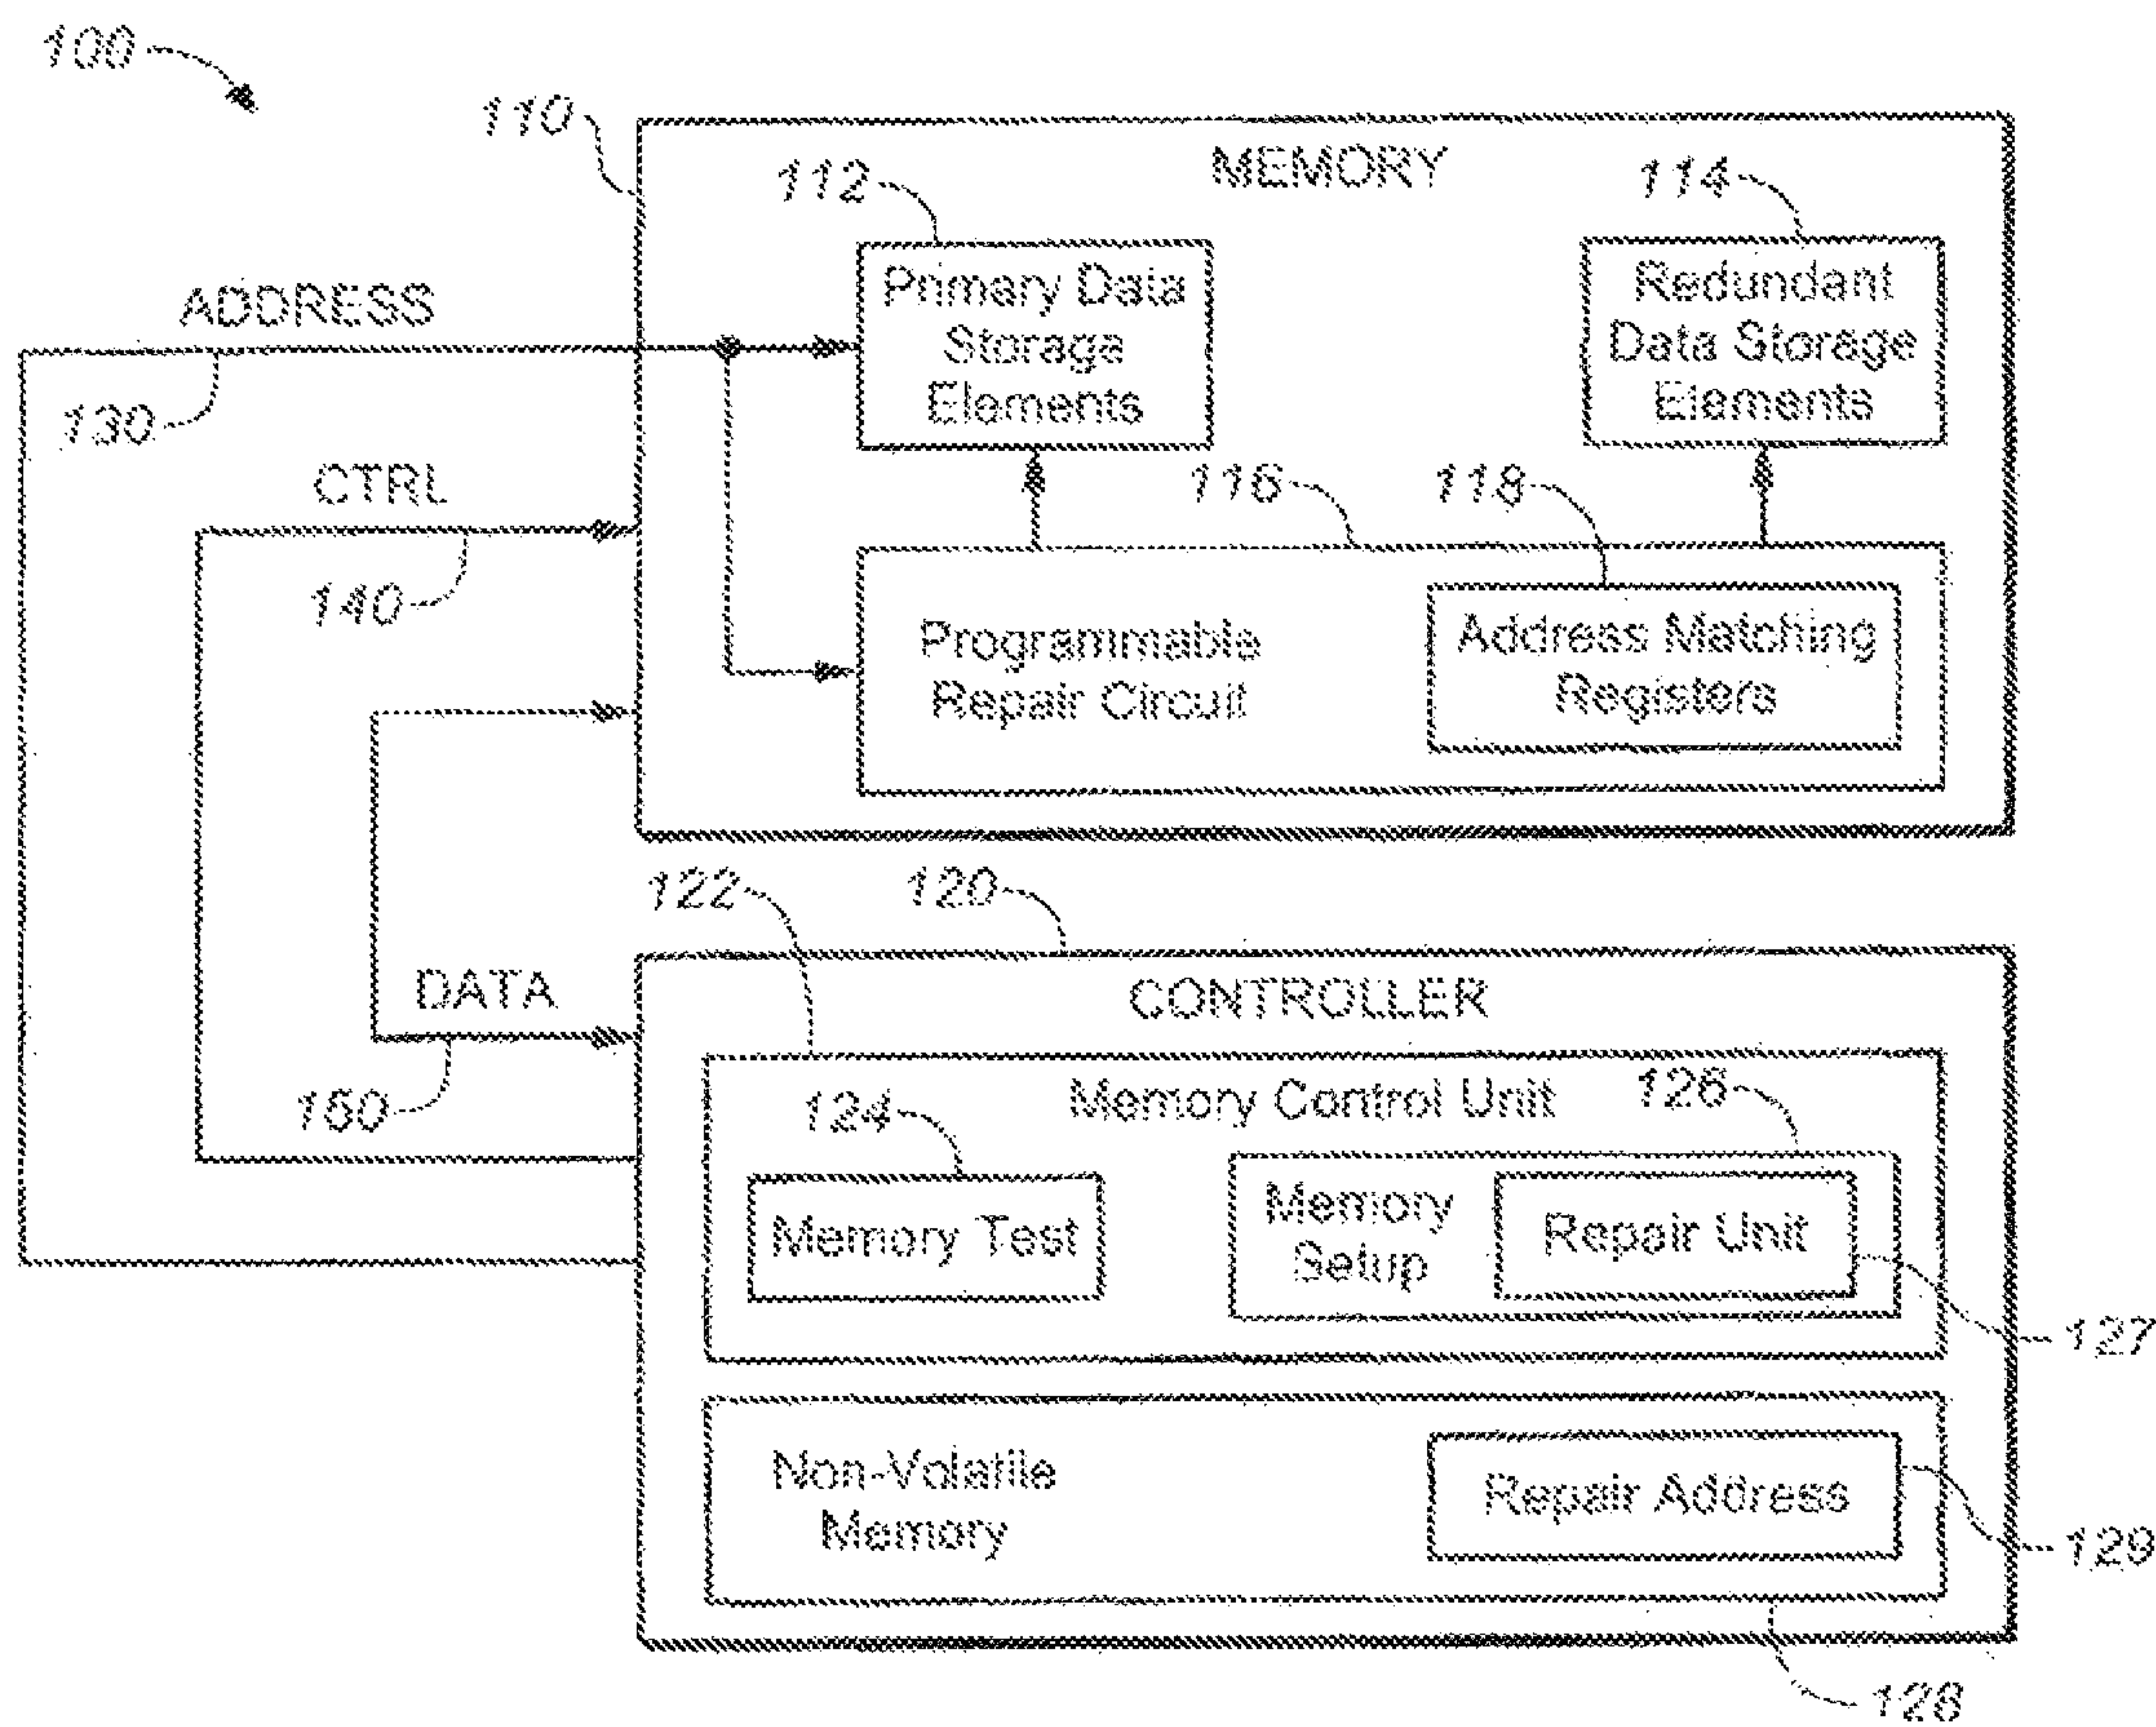 100
110
MEMORY
112
114
Primary Data
Storage
Elements
Redundant
Data Storage
Elements
ADDRESS
130
CTRL
140
116
118
Programmable
Repair Circuit
Address Matching
Registers
122
120
DATA
150
CONTROLLER
Memory Control Unit
124
126
Memory Test
Memory
Setup
Repair Unit
127
Non-Volatile
Memory
Repair Address
129
128